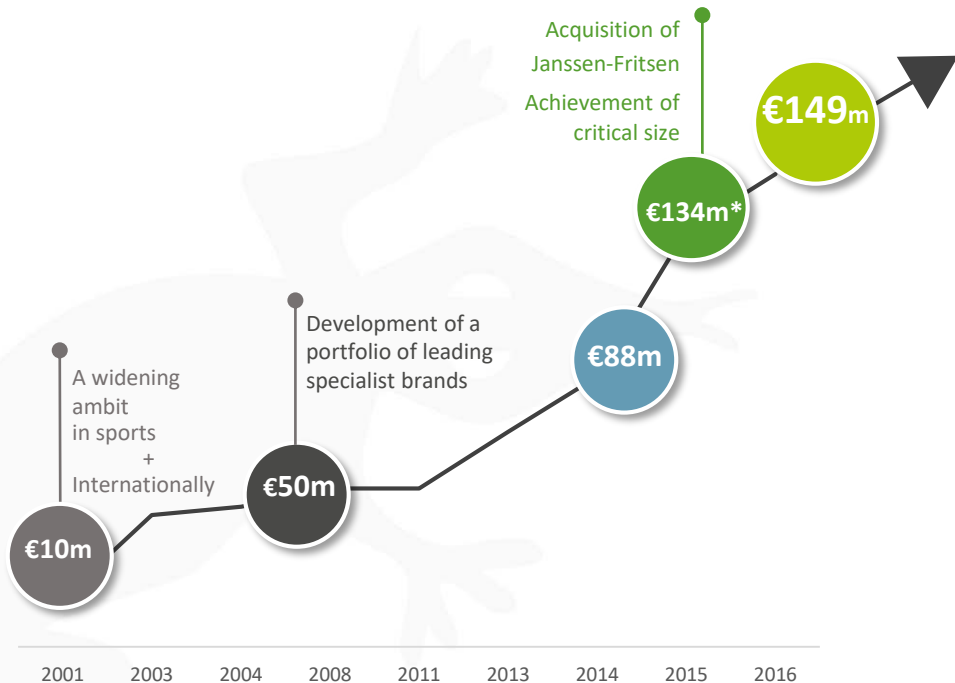 Acquisition of
Janssen-Fritsen
Achievement of
critical size
€149m
€134m*
Development of a
portfolio of leading
specialist brands
€88m
A widening
ambit
in sports
+
Internationally
€50m
€10m
2001 2003 2004 2008 2011 2013 2014 2015 2016